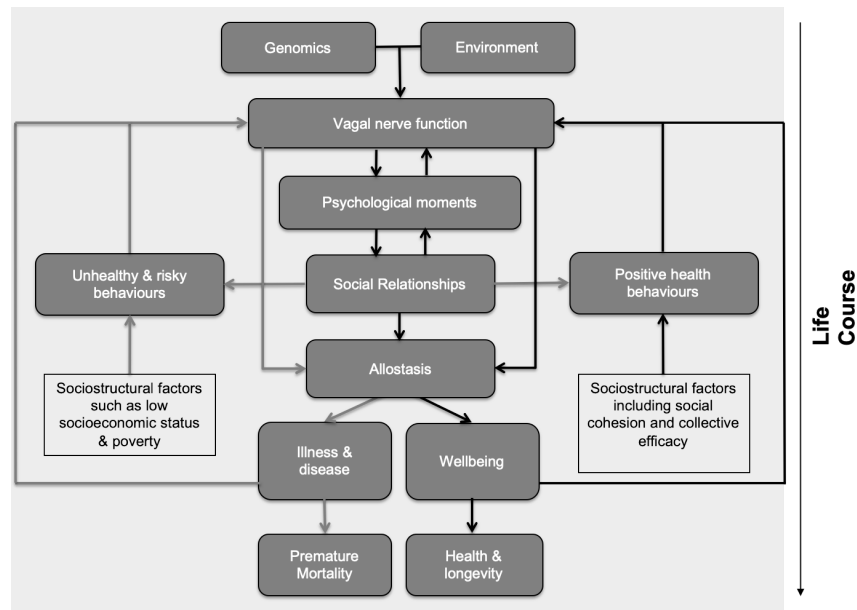 Genomics
Environment
Vagal nerve function
Psychological moments
Unhealthy & risky
behaviours
Social Relationships
Positive health
behaviours
Life
Course
Allostasis
Sociostructural factors
such as low
socioeconomic status
& poverty
Sociostructural factors
including social
cohesion and collective
efficacy
Illness &
disease
Wellbeing
Premature
Mortality
Health &
longevity